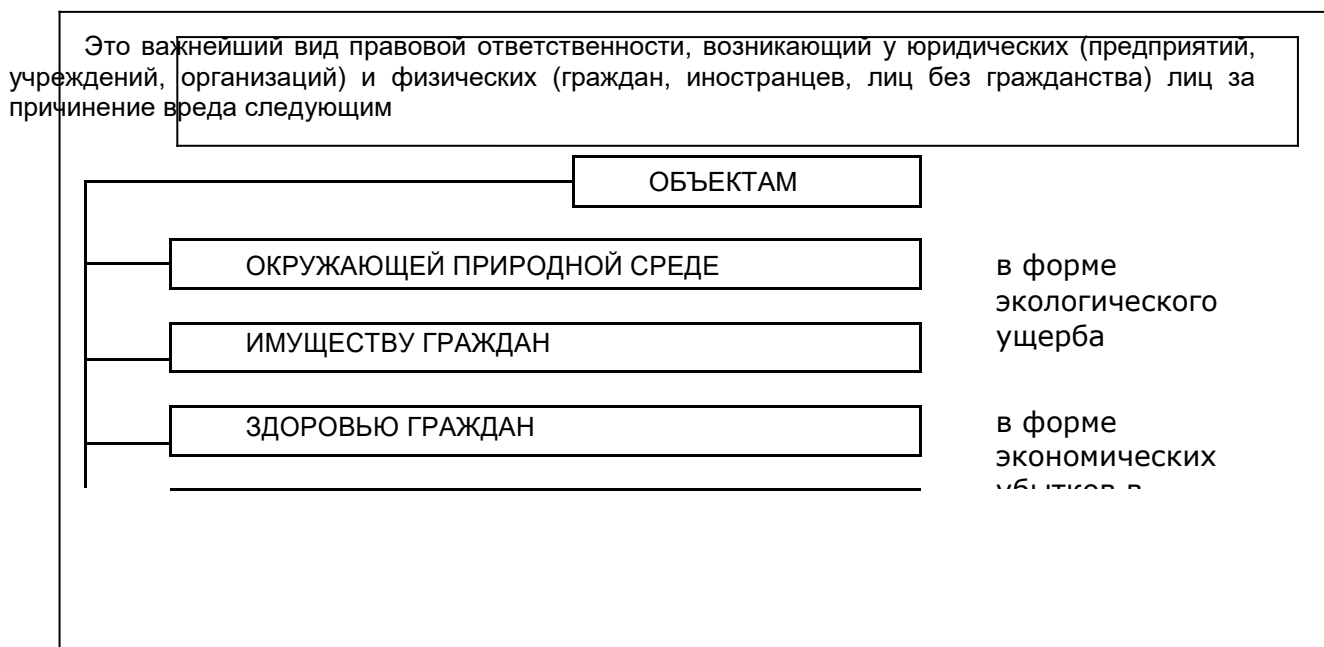 Это важнейший вид правовой ответственности, возникающий у юридических (предприятий,
учреждений, организаций) и физических (граждан, иностранцев, лиц без гражданства) лиц за
причинение вреда следующим
ОБЪЕКТАМ
ОКРУЖАЮЩЕЙ ПРИРОДНОЙ СРЕДЕ
в форме
экологического
ущерба
ИМУЩЕСТВУ ГРАЖДАН
ЗДОРОВЬЮ ГРАЖДАН
в форме
экономических
убытков в